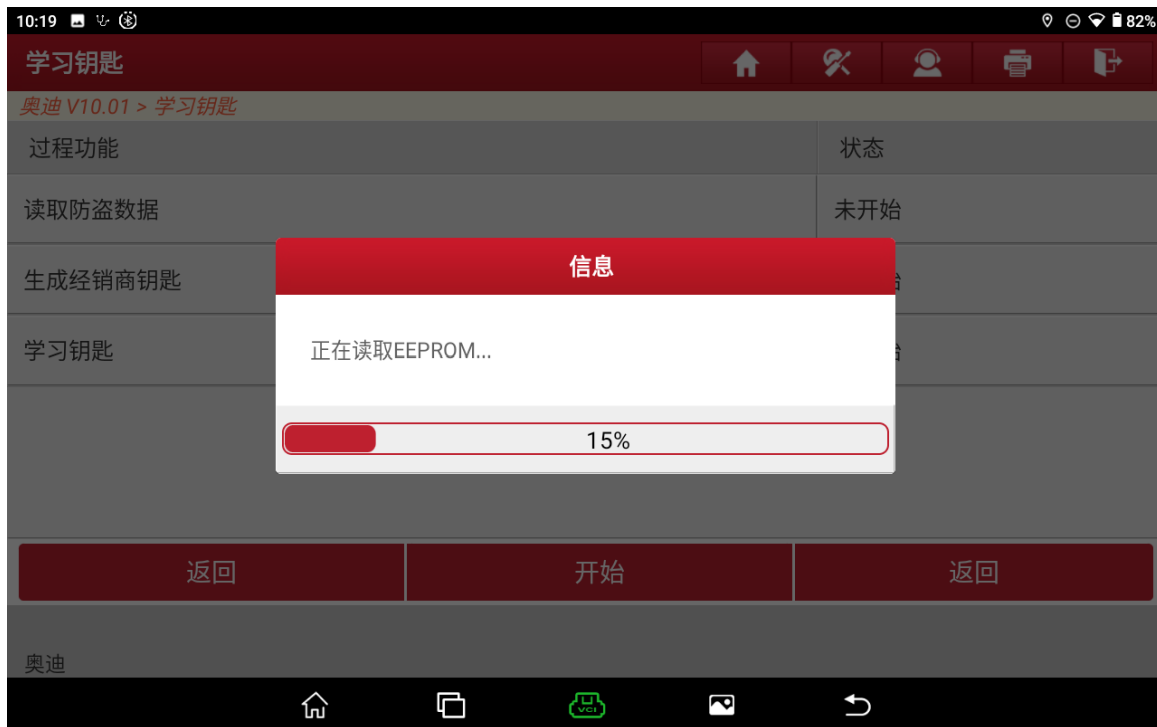 10:19
82%
学习钥匙
奥迪 V10.01 > 学习钥匙
过程功能 状态
读取防盗数据 未开始
信息
生成经销商钥匙
正在读取EEPROM...
学习钥匙
15%
返回 开始 返回
奥迪
VCI